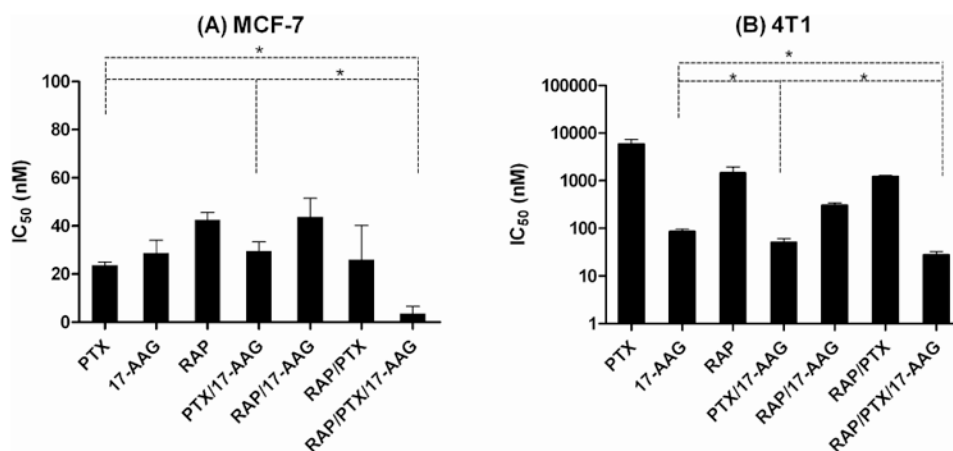 (A) MCF-7
*
*
100
80
60
40
20
0
IC50 (nM)
PTX
17-AAG
RAP
PTX/17-AAG
RAP/17-AAG
RAP/PTX
RAP/PTX/17-AAG
(B) 4T1
*
*
*
100000
10000
1000
100
10
1
IC50 (nM)
PTX
17-AAG
RAP
PTX/17-AAG
RAP/17-AAG
RAP/PTX
RAP/PTX/17-AAG